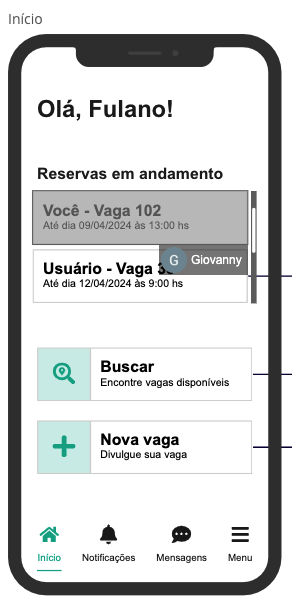 Início
Olá, Fulano!
Reservas em andamento
Você - Vaga 102
Até dia 09/04/2024 às 13:00 hs
G Giovanny
Usuário - Vaga
Até dia 12/04/2024 às 9:00 hs
Buscar
Encontre vagas disponíveis
Nova vaga
Divulgue sua vaga
Início Notificações Mensagens Menu